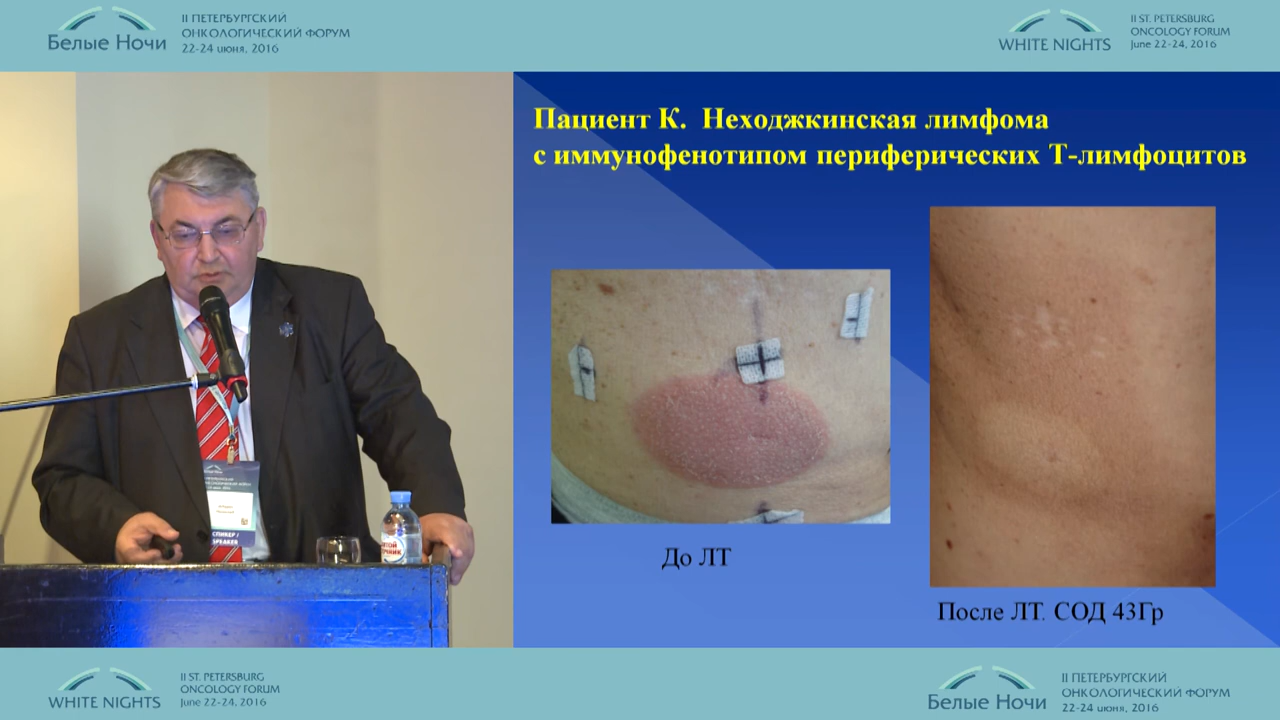 Белые Ночи
II ПЕТЕРБУРГСКИЙ
ОНКОЛОГИЧЕСКИЙ ФОРУМ
22-24 июня, 2016
WHITE NIGHTS
II ST. PETERSBURG
ONCOLOGY FORUM
June 22-24, 2016
Пациент К. Неходжкинская лимфома
с иммунофенотипом периферических Т-лимфоцитов
До ЛТ
После ЛТ. СОД 43Гр
СПИКЕР /
SPEAKER
WHITE NIGHTS
II ST. PETERSBURG
ONCOLOGY FORUM
June 22-24, 2016
Белые Ночи
II ПЕТЕРБУРГСКИЙ
ОНКОЛОГИЧЕСКИЙ ФОРУМ
22-24 июня, 2016